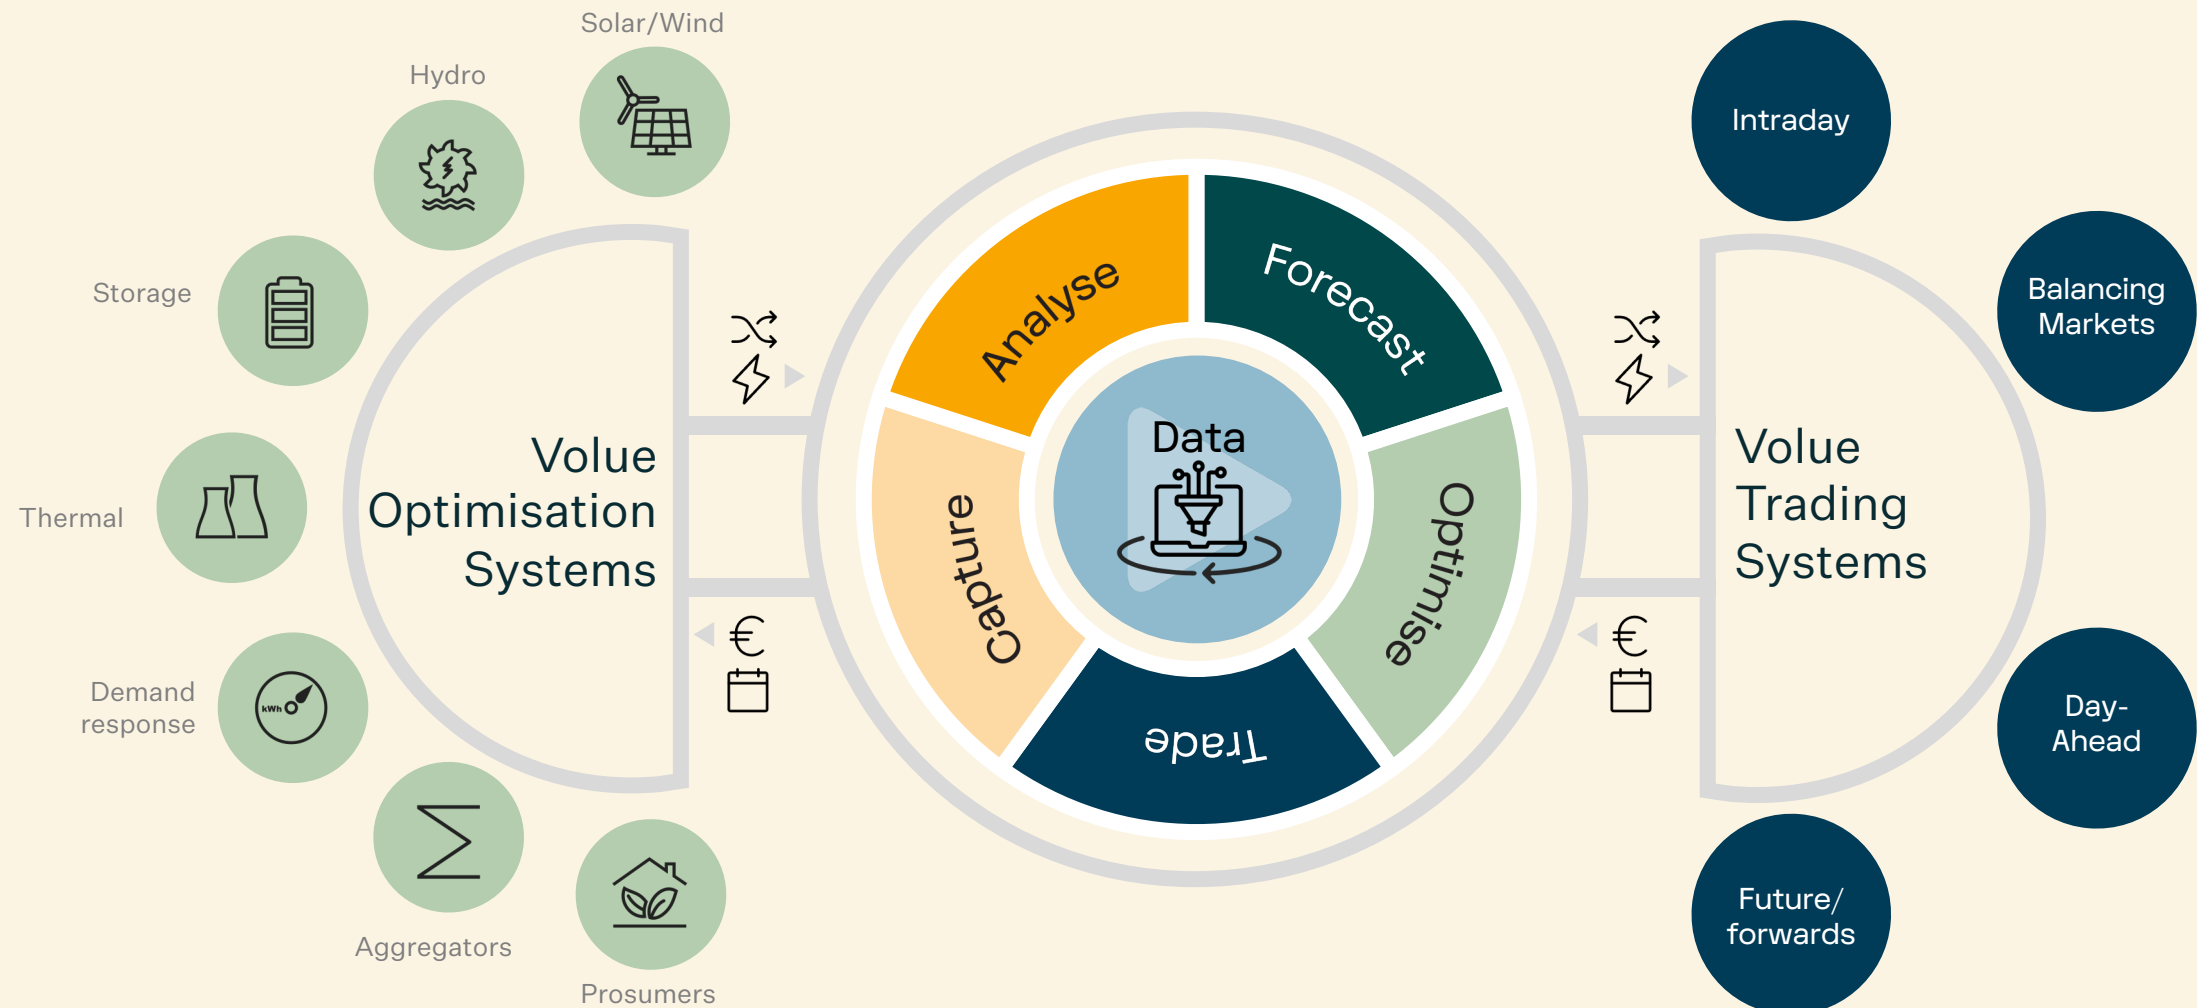 Solar/Wind
Hydro
Storage
Thermal
Demand
response
kWh
Aggregators
Prosumers
Volue
Optimisation
Systems
€
Analyse
Forecast
Optimise
Trade
Capture
Data
€
Volue
Trading
Systems
Intraday
Balancing
Markets
Day-
Ahead
Future/
forwards